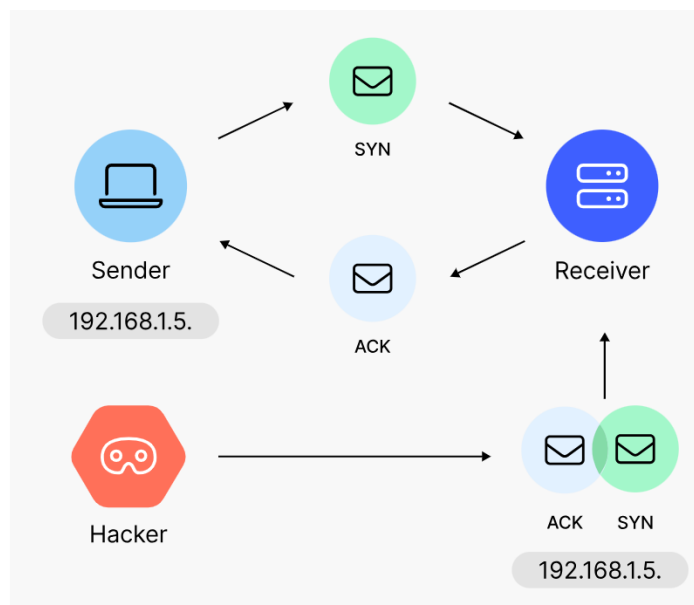 SYN
Sender
Receiver
192.168.1.5.
ACK
Hacker
ACK SYN
192.168.1.5.